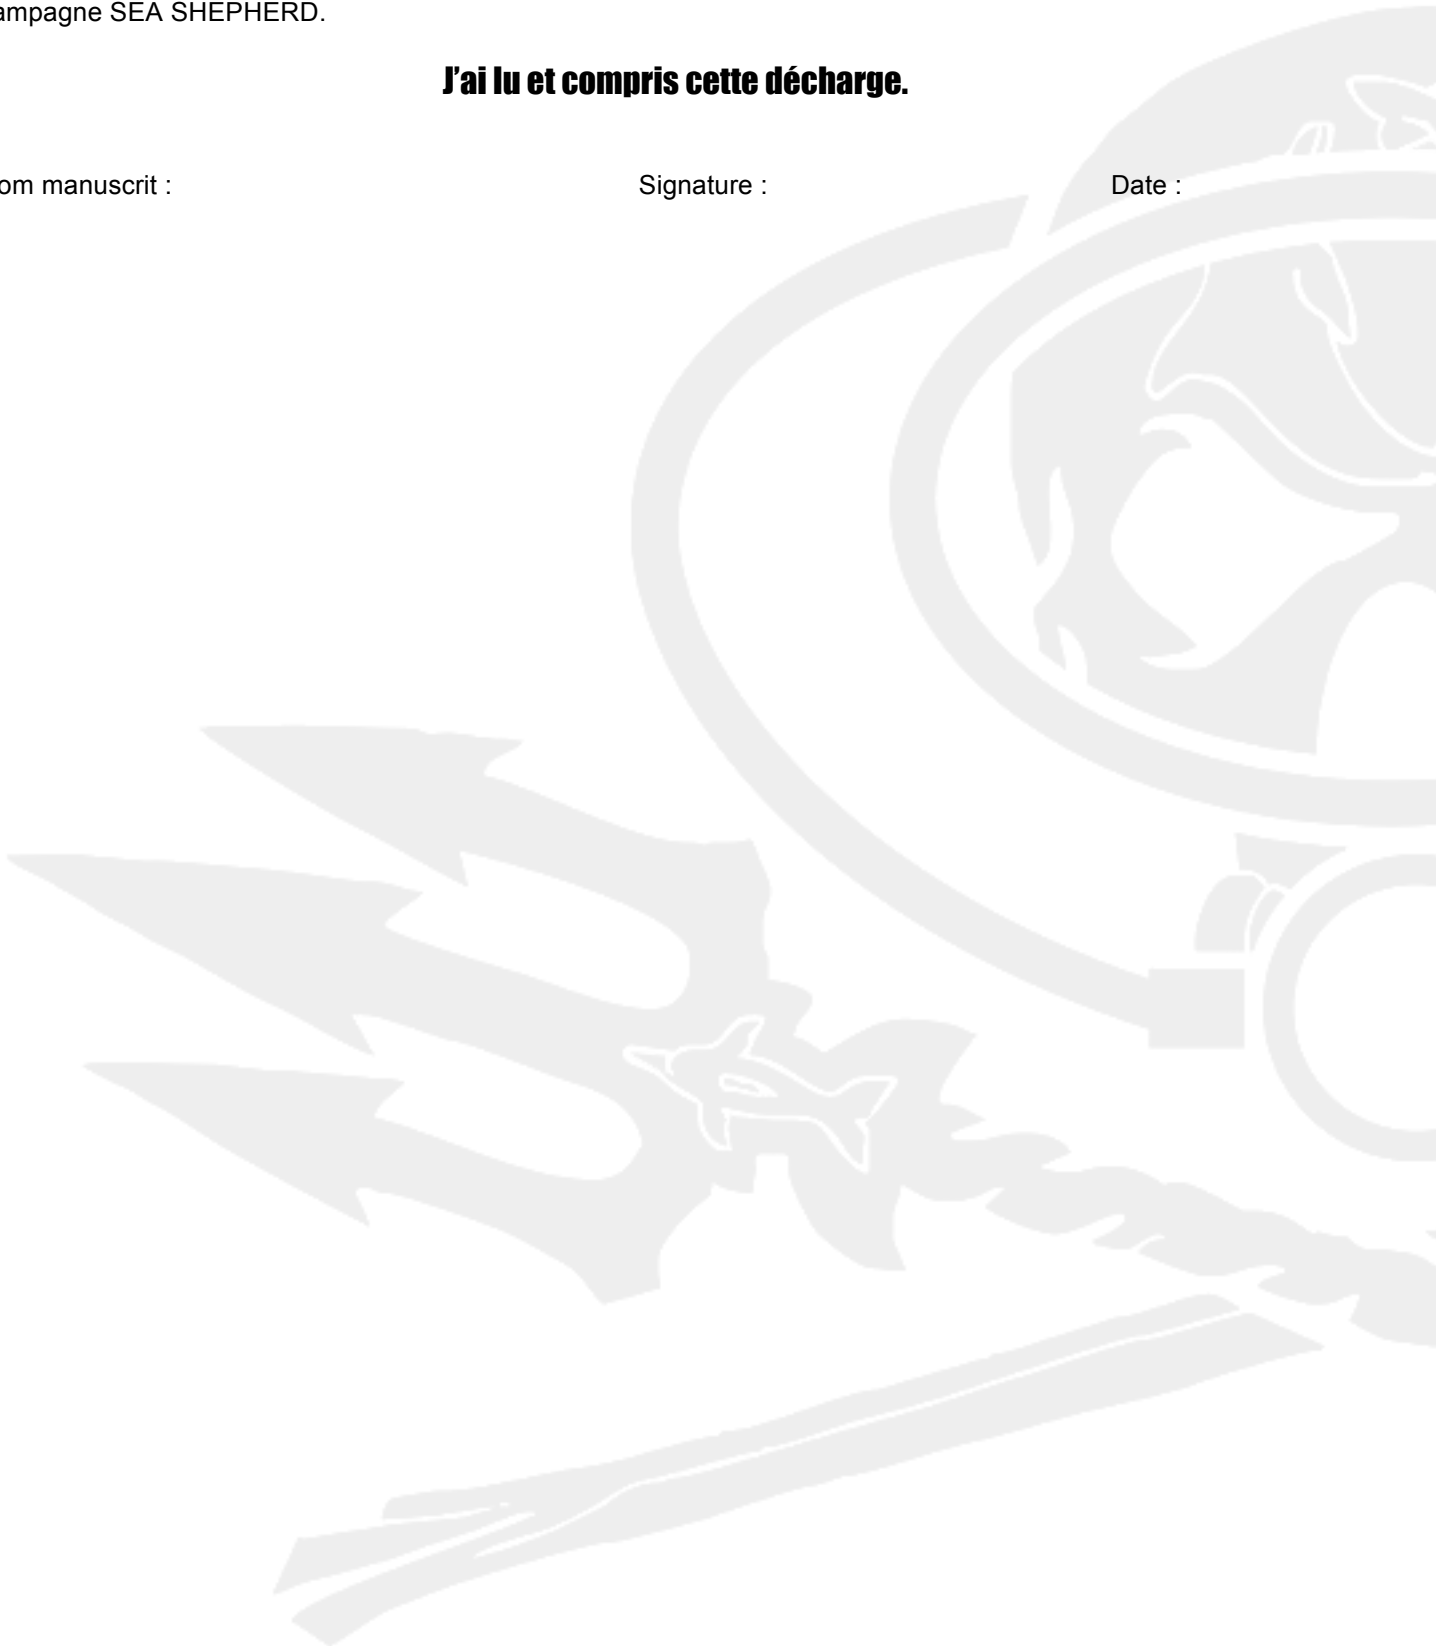 ampagne SEA SHEPHERD.
J'ai lu et compris cette décharge.
om manuscrit : Signature : Date :